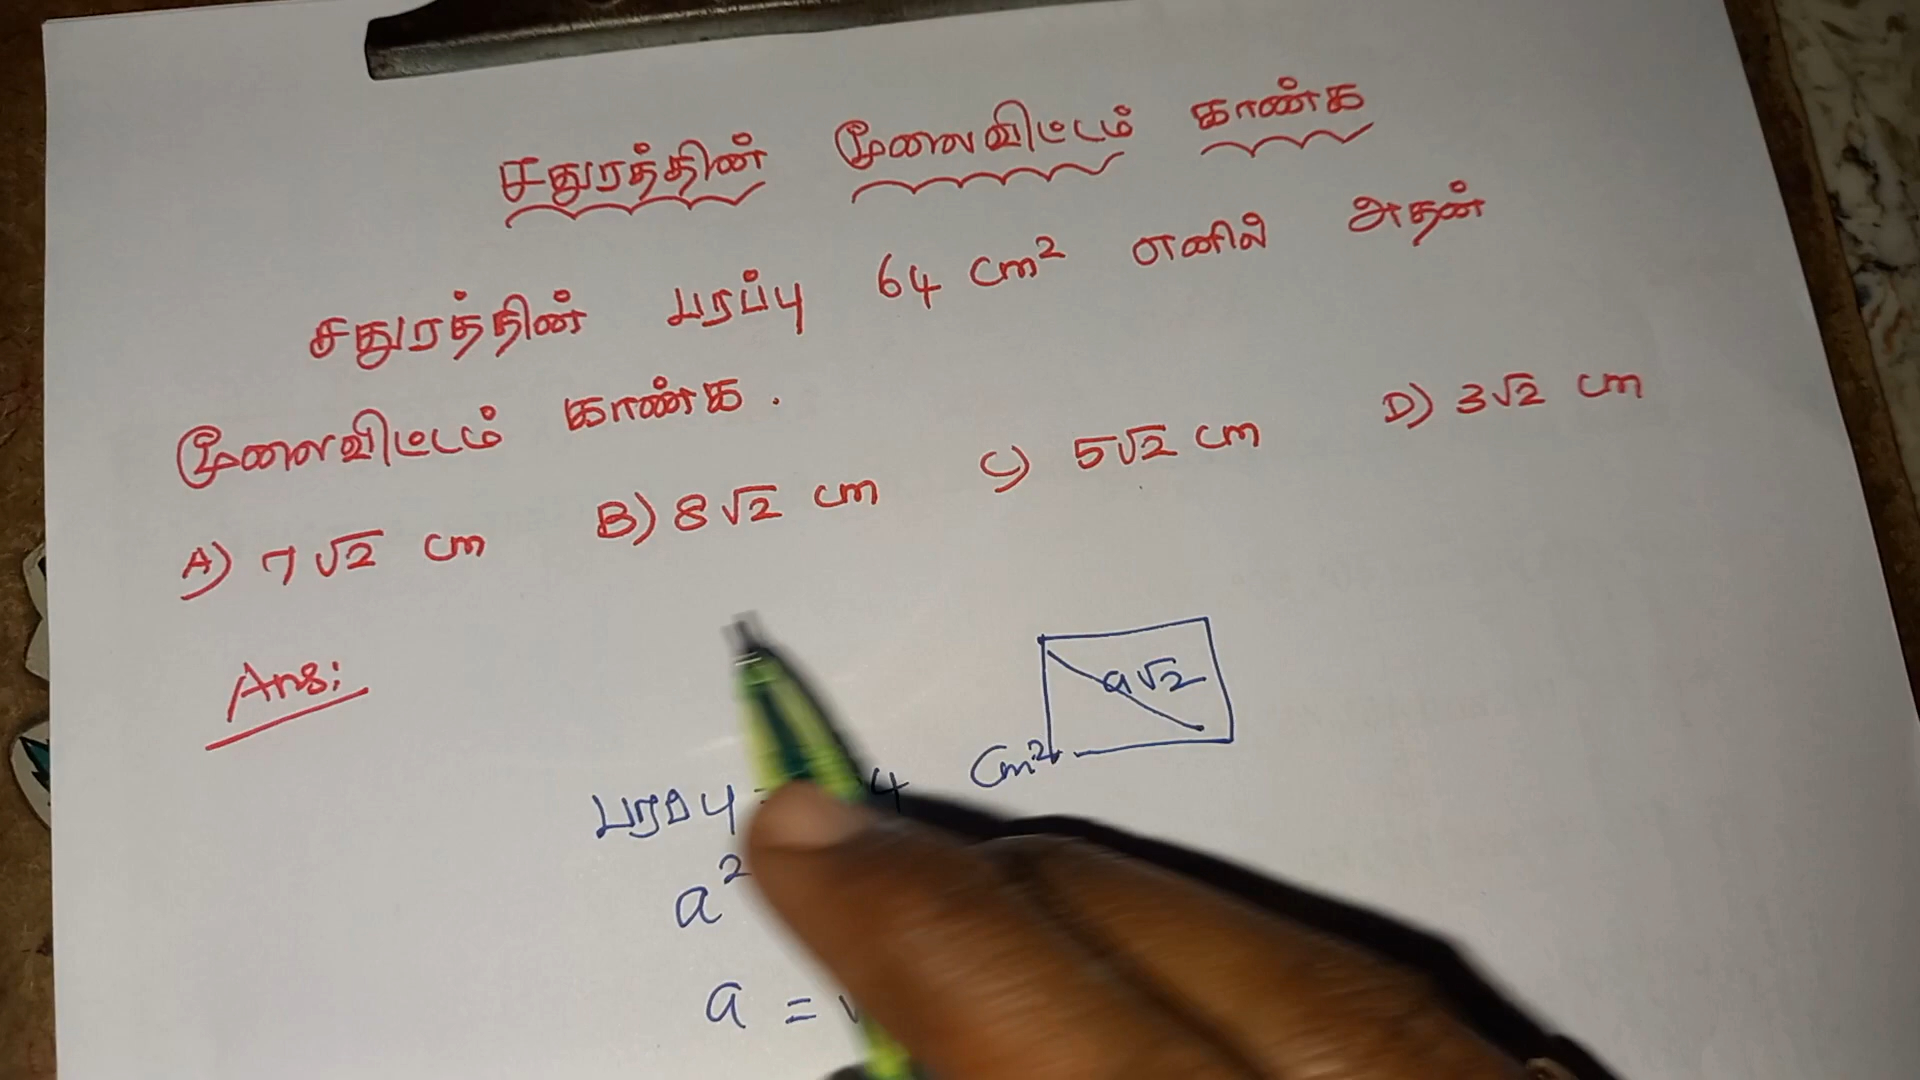 சதுரத்தின் மூலைவிட்டம் காண்க
சதுரத்தின் பரப்பு 64 cm² எனில் அதன்
மூலைவிட்டம் காண்க.
A) 7√2 cm B) 8√2 cm C) 5√2 cm D) 3√2 cm
Ans:
a√2
பரப்பு 4 cm²
a²
a = √